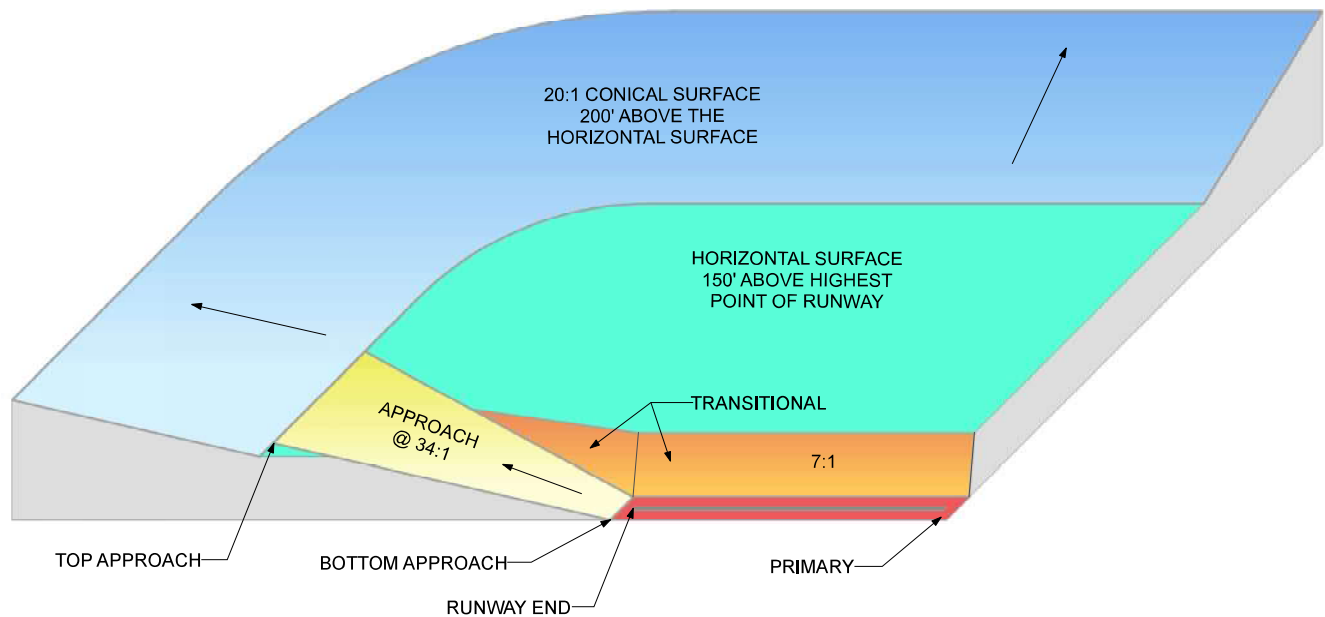 20:1 CONICAL SURFACE
200' ABOVE THE
HORIZONTAL SURFACE
HORIZONTAL SURFACE
150' ABOVE HIGHEST
POINT OF RUNWAY
TRANSITIONAL
APPROACH
@ 34:1
7:1
TOP APPROACH
BOTTOM APPROACH
PRIMARY
RUNWAY END